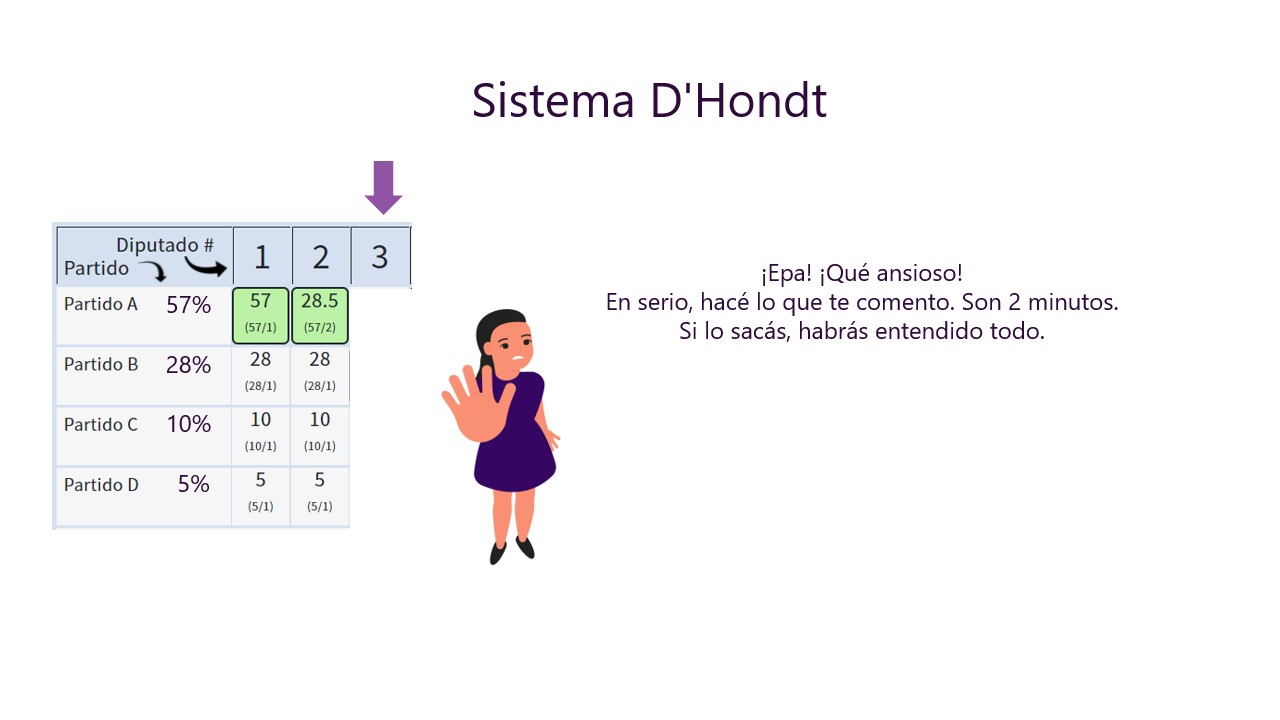 Sistema D'Hondt
Diputado #
Partido
1 2 3
Partido A 57% 57 28.5
(57/1) (57/2)
Partido B 28% 28 28
(28/1) (28/1)
Partido C 10% 10 10
(10/1) (10/1)
Partido D 5% 5 5
(5/1) (5/1)
¡Epa! ¡Qué ansioso!
En serio, hacé lo que te comento. Son 2 minutos.
Si lo sacás, habrás entendido todo.